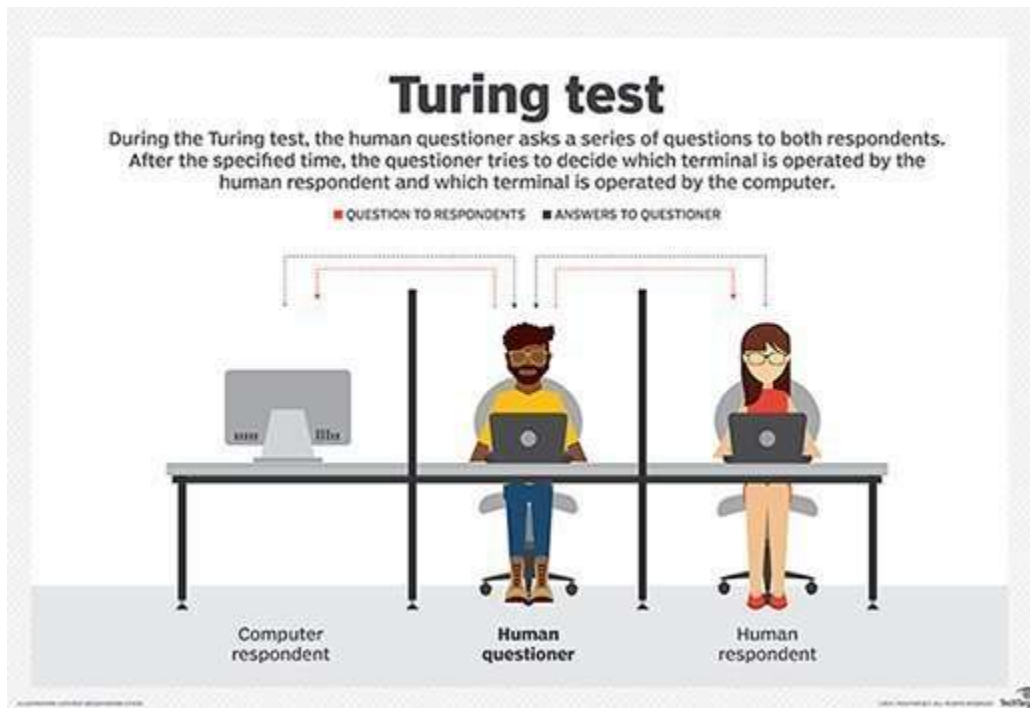 Turing test
During the Turing test, the human questioner asks a series of questions to both respondents.
After the specified time, the questioner tries to decide which terminal is operated by the
human respondent and which terminal is operated by the computer.
QUESTION TO RESPONDENTS ANSWERS TO QUESTIONER
Computer
respondent
Human
questioner
Human
respondent